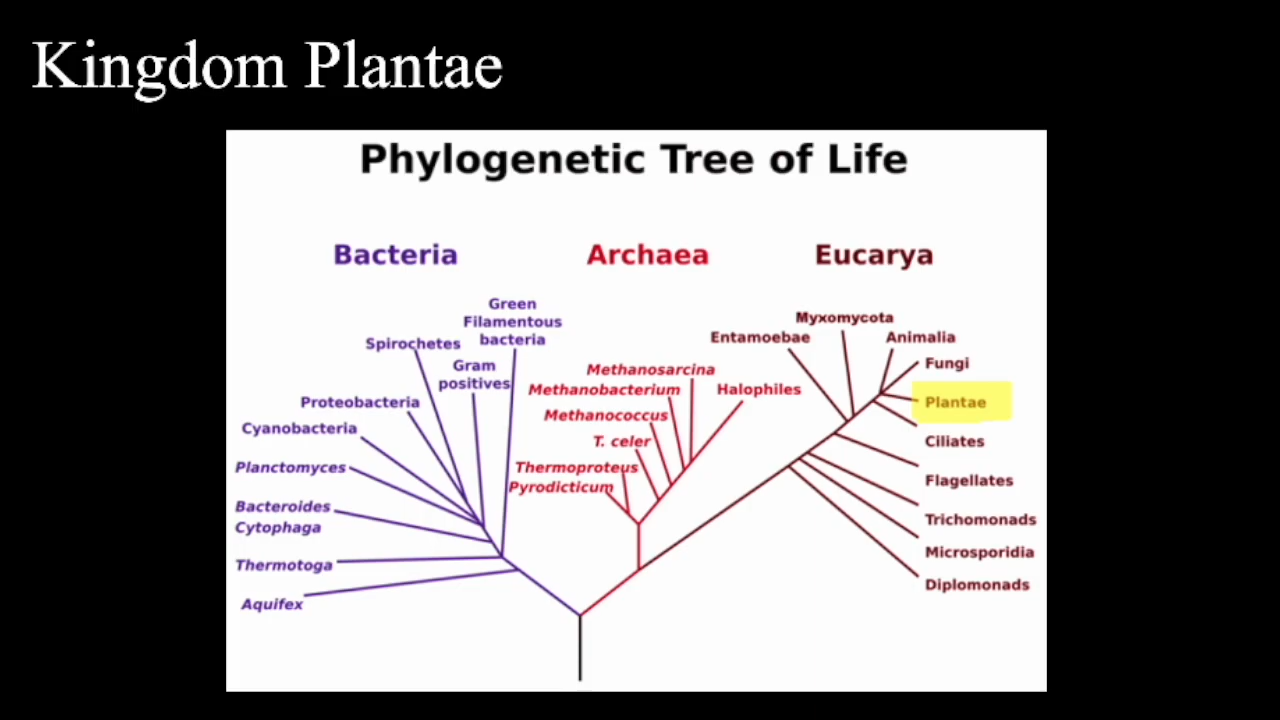 Kingdom Plantae
Phylogenetic Tree of Life
Bacteria
Archaea
Eucarya
Green
Filamentous
bacteria
Spirochetes
Gram
positives
Proteobacteria
Cyanobacteria
Planctomyces
Bacteroides
Cytophaga
Thermotoga
Aquifex
Methanosarcina
Methanobacterium
Halophiles
Methanococcus
T. celer
Thermoproteus
Pyrodicticum
Entamoebae
Myxomycota
Animalia
Fungi
Plantae
Ciliates
Flagellates
Trichomonads
Microsporidia
Diplomonads